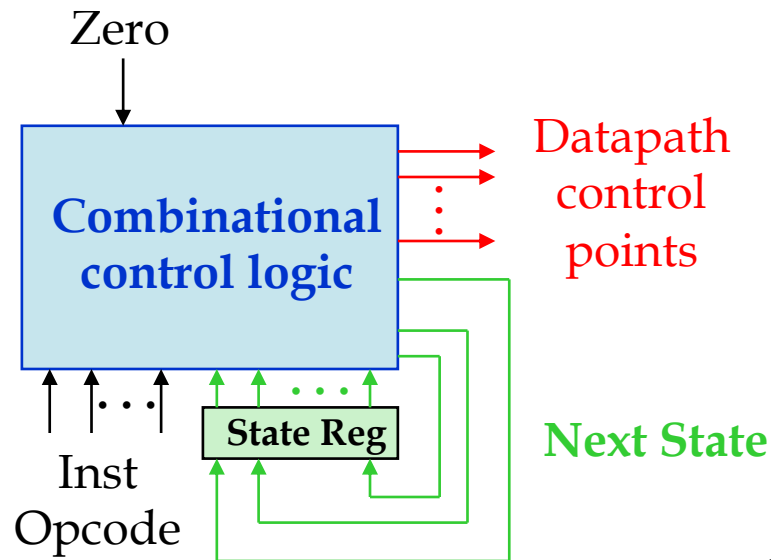 Zero
Datapath
control
points
Combinational
control logic
State Reg
Next State
Inst
Opcode